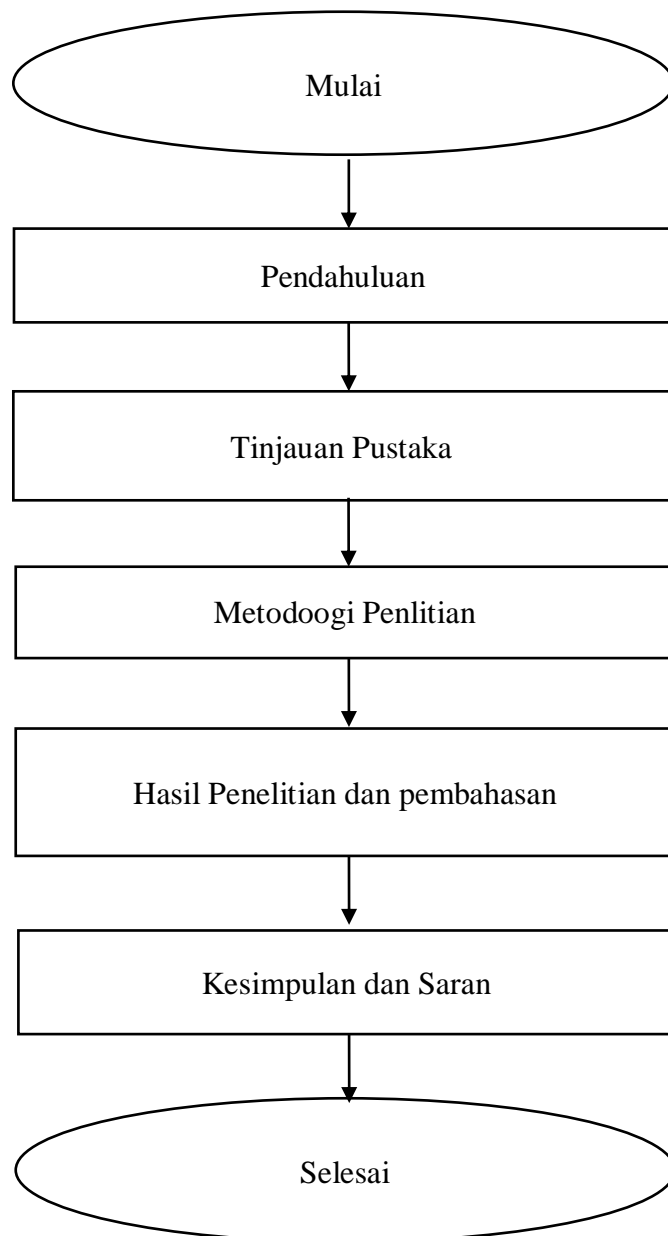 Mulai
Pendahuluan
Tinjauan Pustaka
Metodoogi Penlitian
Hasil Penelitian dan pembahasan
Kesimpulan dan Saran
Selesai